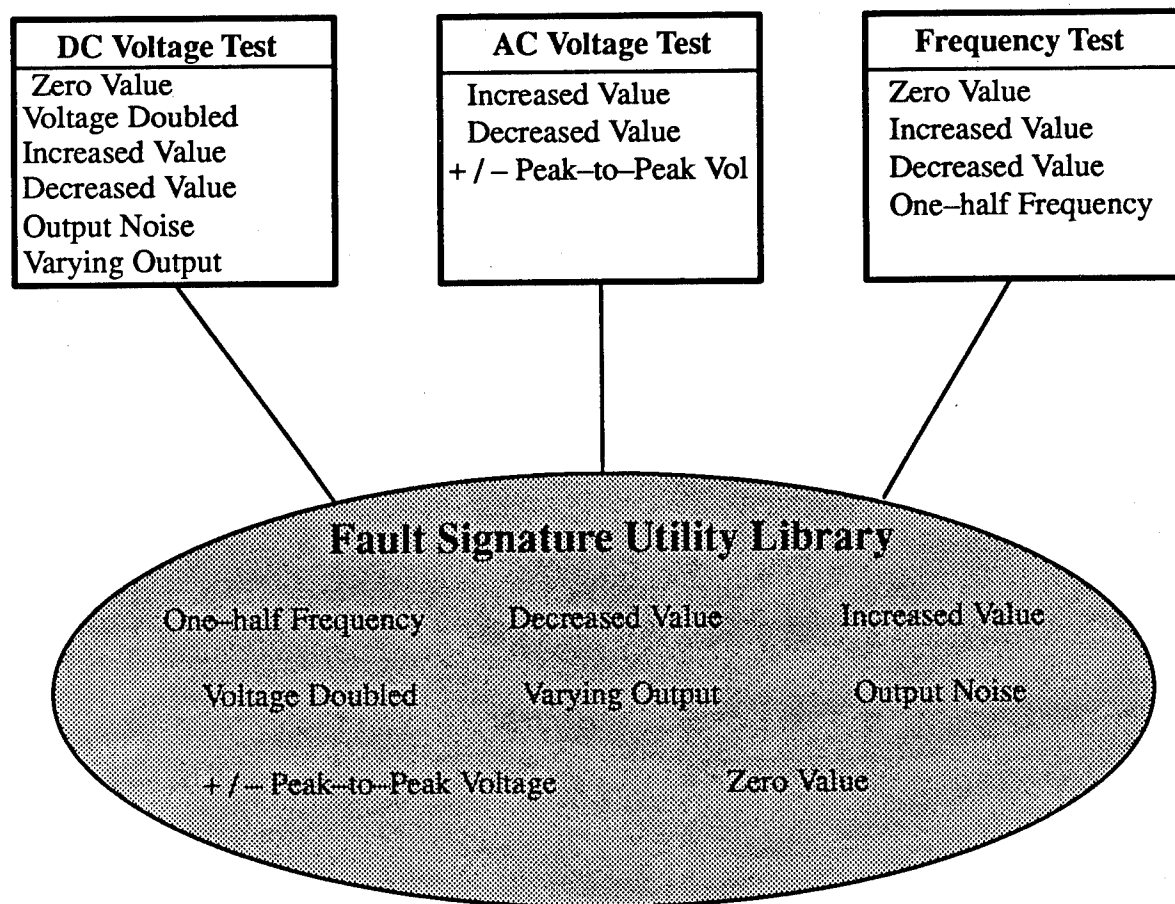 DC Voltage Test
Zero Value
Voltage Doubled
Increased Value
Decreased Value
Output Noise
Varying Output
AC Voltage Test
Increased Value
Decreased Value
+ / – Peak–to–Peak Vol
Frequency Test
Zero Value
Increased Value
Decreased Value
One–half Frequency
Fault Signature Utility Library
One–half Frequency Decreased Value Increased Value
Voltage Doubled Varying Output Output Noise
+ / – Peak–to–Peak Voltage Zero Value